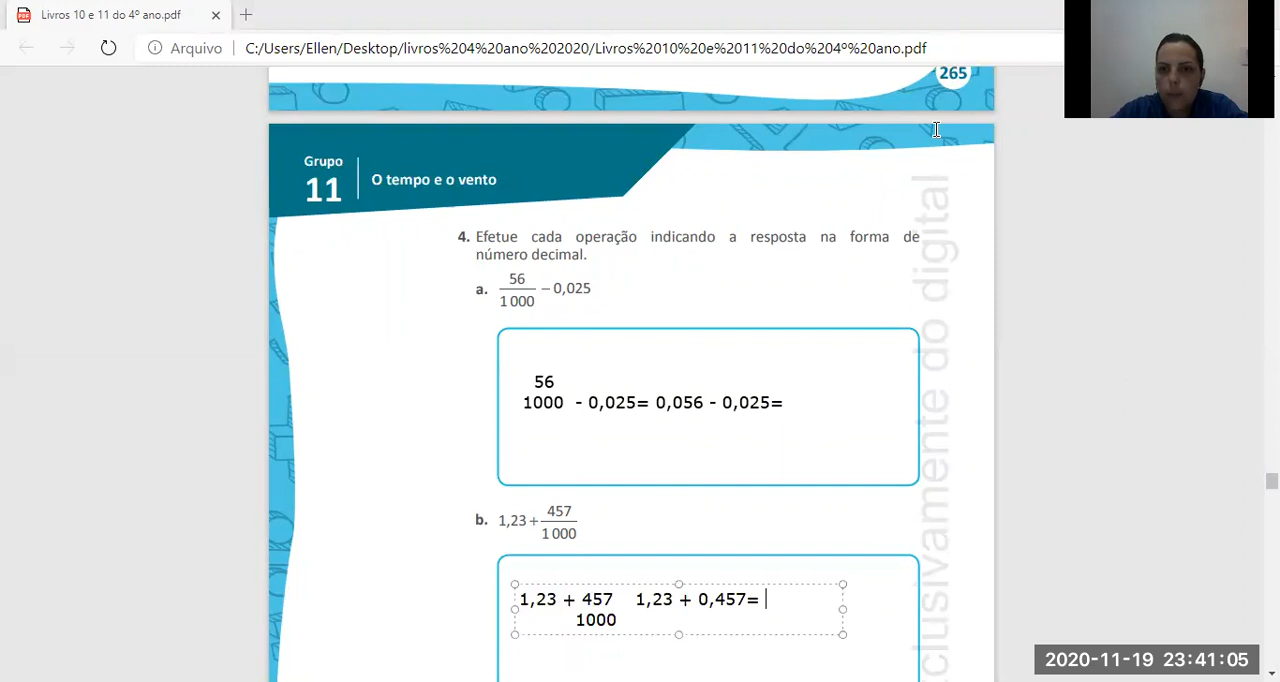 Livros 10 e 11 do 4º ano.pdf
Arquivo C:/Users/Ellen/Desktop/livros%204%20ano%202020/Livros%2010%20e%2011%20do%204º%20ano.pdf
265
Grupo
11
O tempo e o vento
4. Efetue cada operação indicando a resposta na forma de
número decimal.
a. 56/1 000 – 0,025
56
1000 - 0,025= 0,056 - 0,025=
b. 1,23 + 457/1 000
1,23 + 457 1,23 + 0,457=
1000
clusivamente do digital
2020-11-19 23:41:05